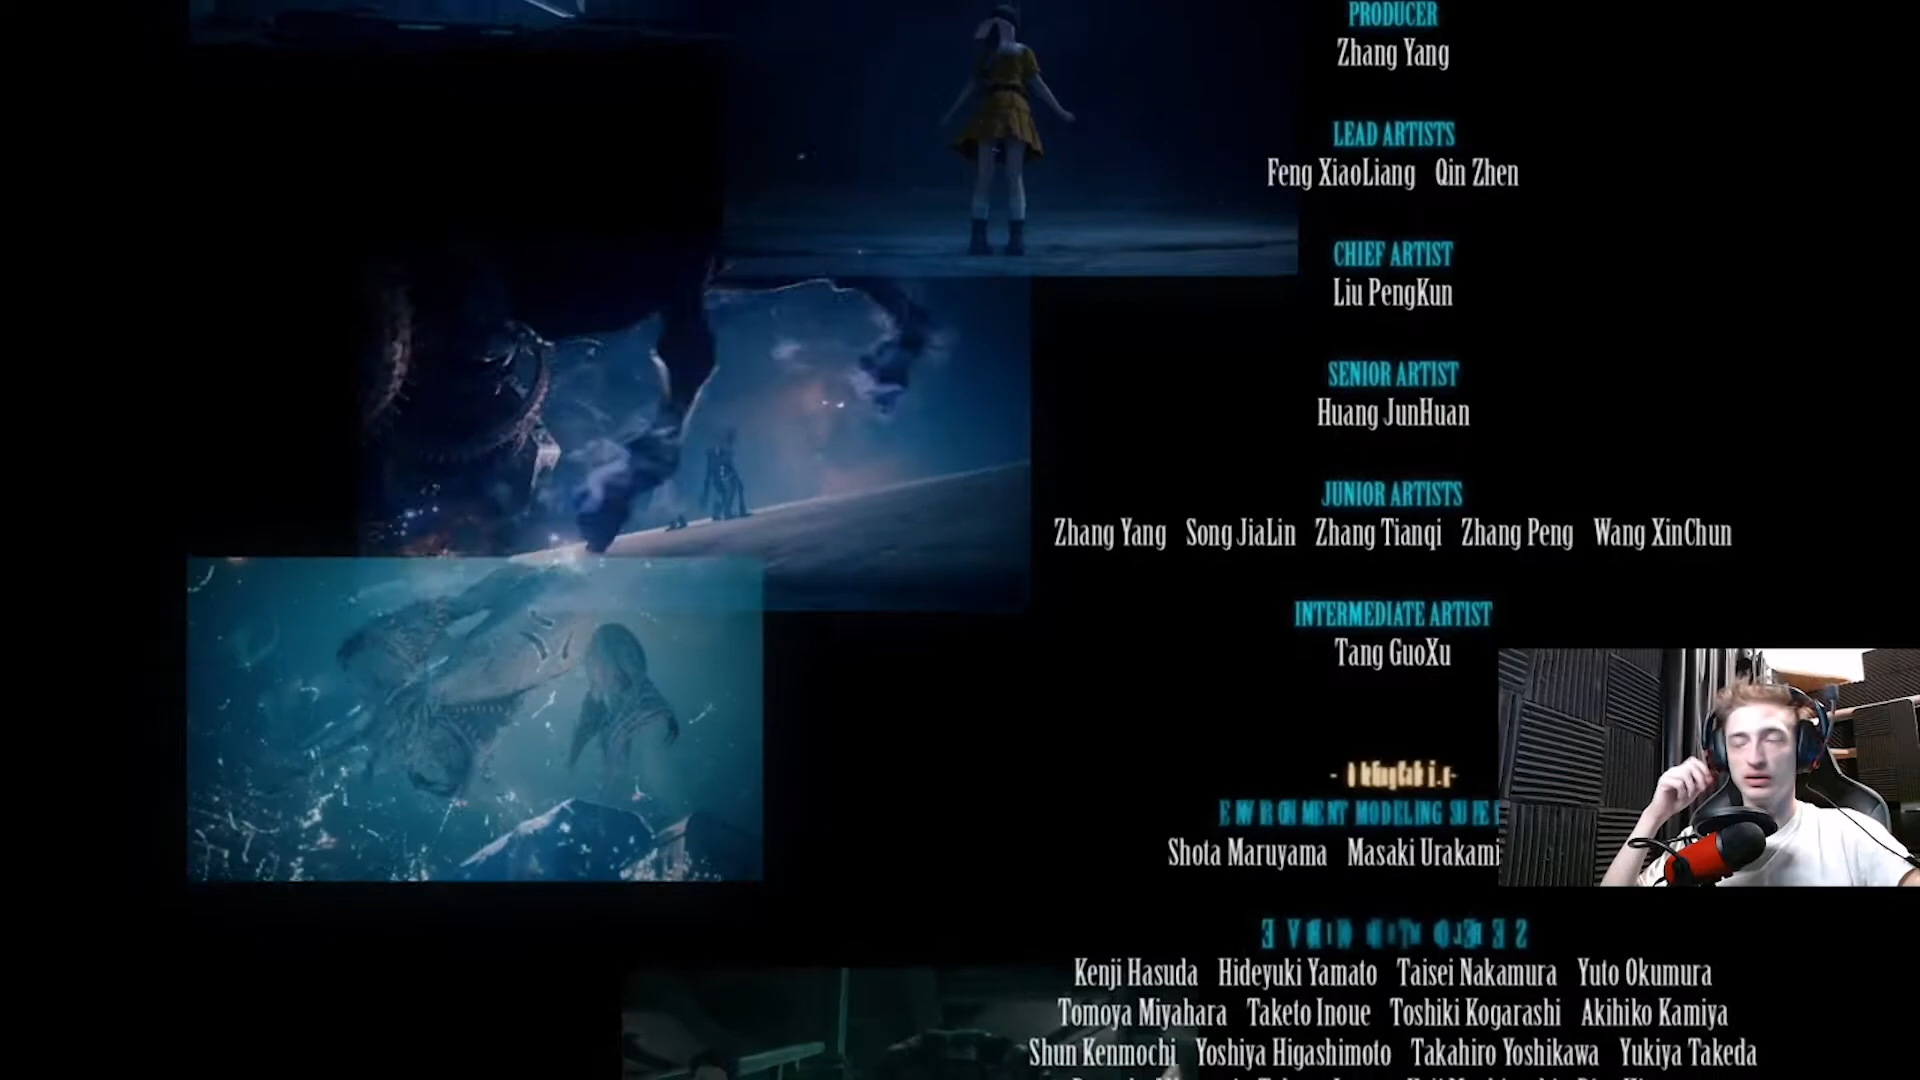 PRODUCER
Zhang Yang
LEAD ARTISTS
Feng XiaoLiang Qin Zhen
CHIEF ARTIST
Liu PengKun
SENIOR ARTIST
Huang JunHuan
JUNIOR ARTISTS
Zhang Yang Song JiaLin Zhang Tianqi Zhang Peng Wang XinChun
INTERMEDIATE ARTIST
Tang GuoXu
MODELING
Shota Maruyama Masaki Urakami
Kenji Hasuda Hideyuki Yamato Taisei Nakamura Yuto Okumura
Tomoya Miyahara Taketo Inoue Toshiki Kogarashi Akihiko Kamiya
Shun Kenmochi Yoshiya Higashimoto Takahiro Yoshikawa Yukiya Takeda